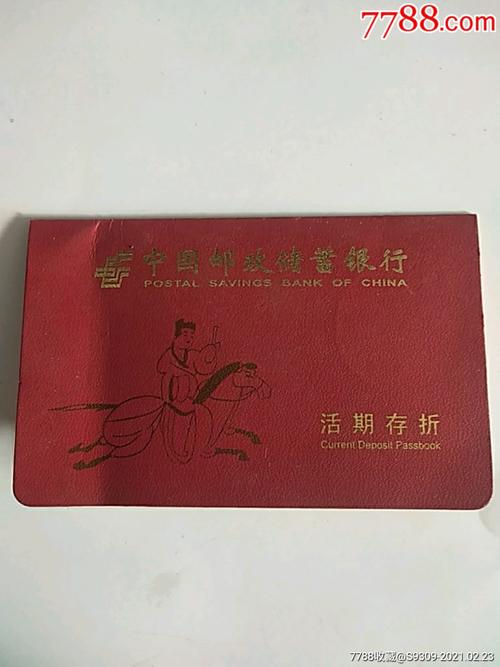 7788.com
中国邮政储蓄银行
POSTAL SAVINGS BANK OF CHINA
活期存折
Current Deposit Passbook
7788收藏@S9309-2021.02.23